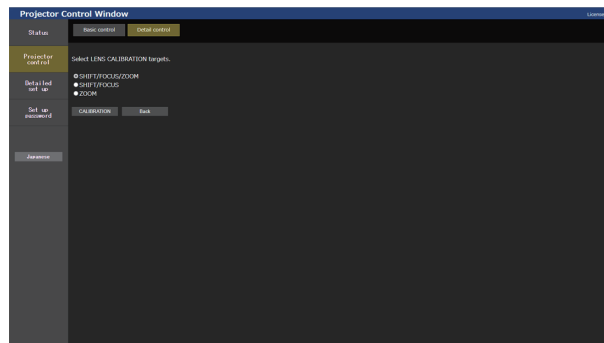 Projector Control Window
License
Status
Basic control
Detail control
Projector
control
Select LENS CALIBRATION targets.
SHIFT/FOCUS/ZOOM
SHIFT/FOCUS
ZOOM
Detailed
set up
Set up
password
CALIBRATION
Back
Japanese